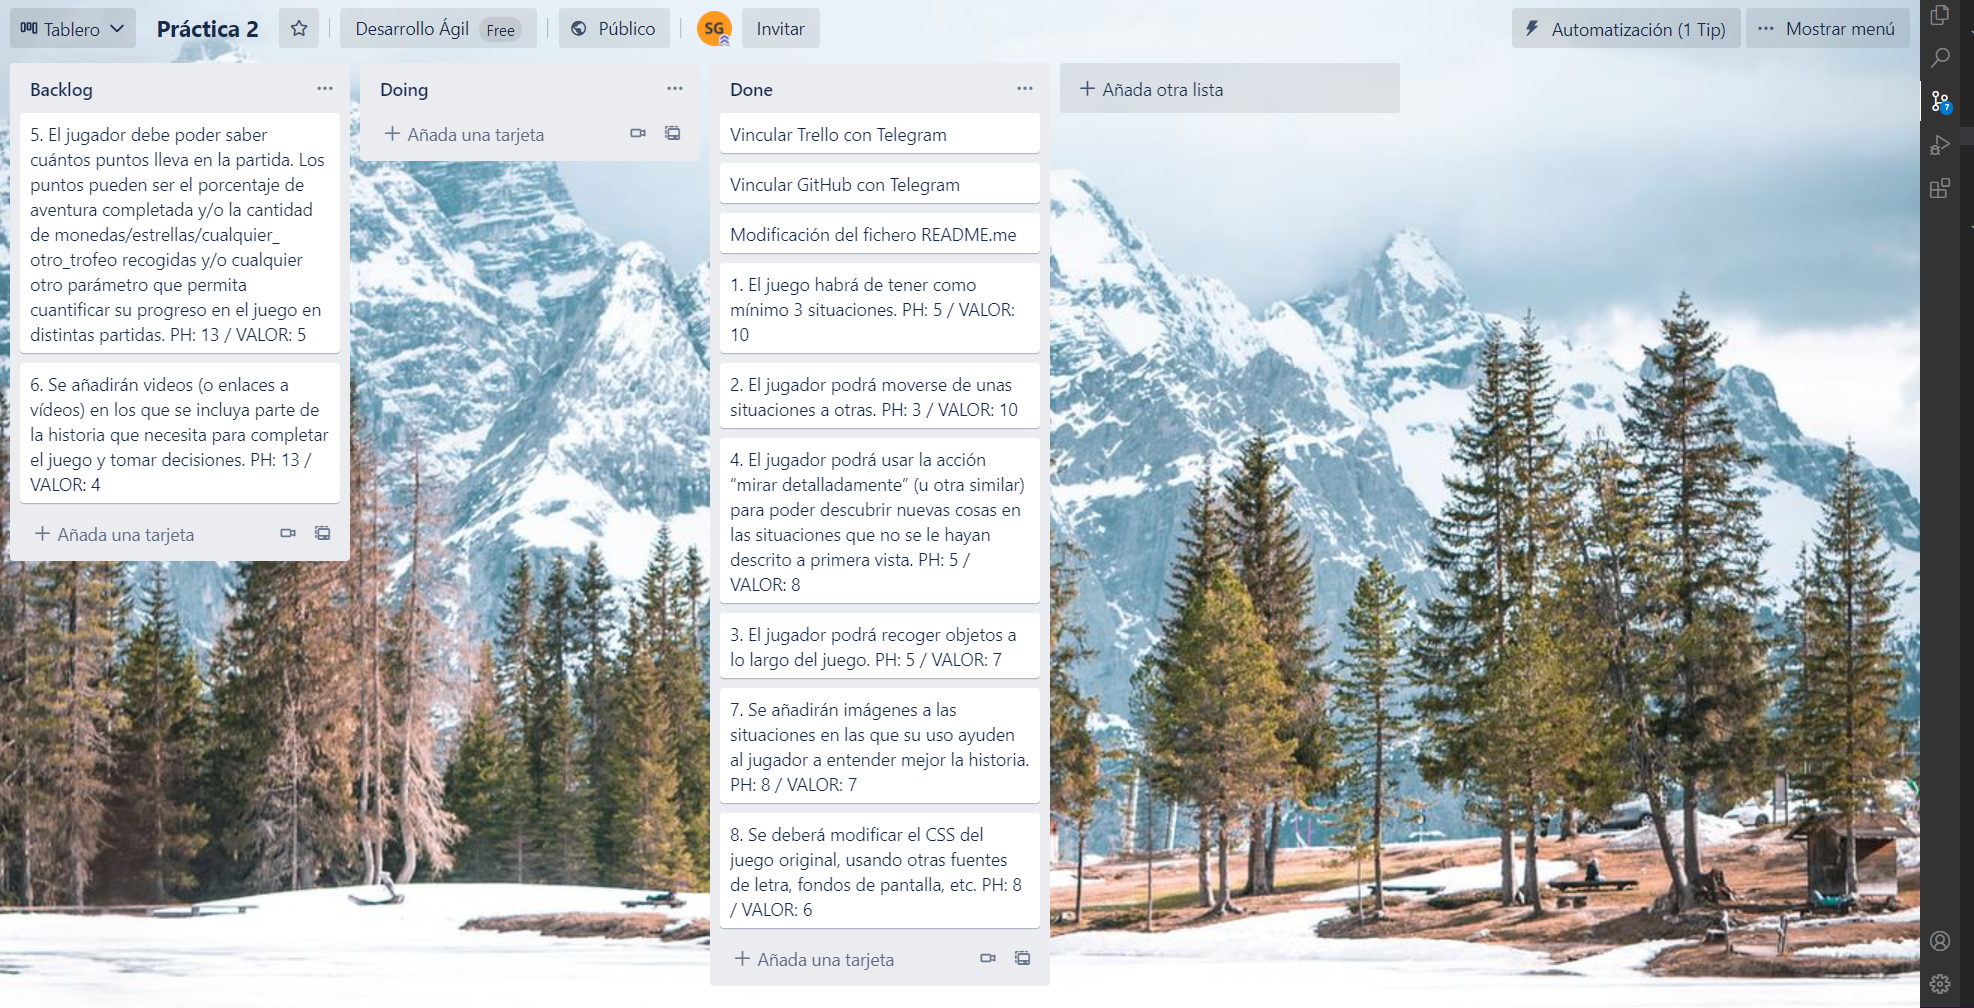 Tablero
Práctica 2
Desarrollo Ágil Free
Público
SG
Invitar
Automatización (1 Tip)
Mostrar menú
Backlog
5. El jugador debe poder saber
cuántos puntos lleva en la partida. Los
puntos pueden ser el porcentaje de
aventura completada y/o la cantidad
de monedas/estrellas/cualquier_
otro_trofeo recogidas y/o cualquier
otro parámetro que permita
cuantificar su progreso en el juego en
distintas partidas. PH: 13 / VALOR: 5
6. Se añadirán videos (o enlaces a
vídeos) en los que se incluya parte de
la historia que necesita para completar
el juego y tomar decisiones. PH: 13 /
VALOR: 4
Añada una tarjeta
Doing
Añada una tarjeta
Done
Vincular Trello con Telegram
Vincular GitHub con Telegram
Modificación del fichero README.me
1. El juego habrá de tener como
mínimo 3 situaciones. PH: 5 / VALOR:
10
2. El jugador podrá moverse de unas
situaciones a otras. PH: 3 / VALOR: 10
4. El jugador podrá usar la acción
“mirar detalladamente” (u otra similar)
para poder descubrir nuevas cosas en
las situaciones que no se le hayan
descrito a primera vista. PH: 5 /
VALOR: 8
3. El jugador podrá recoger objetos a
lo largo del juego. PH: 5 / VALOR: 7
7. Se añadirán imágenes a las
situaciones en las que su uso ayuden
al jugador a entender mejor la historia.
PH: 8 / VALOR: 7
8. Se deberá modificar el CSS del
juego original, usando otras fuentes
de letra, fondos de pantalla, etc. PH: 8
/ VALOR: 6
Añada una tarjeta
Añada otra lista
7